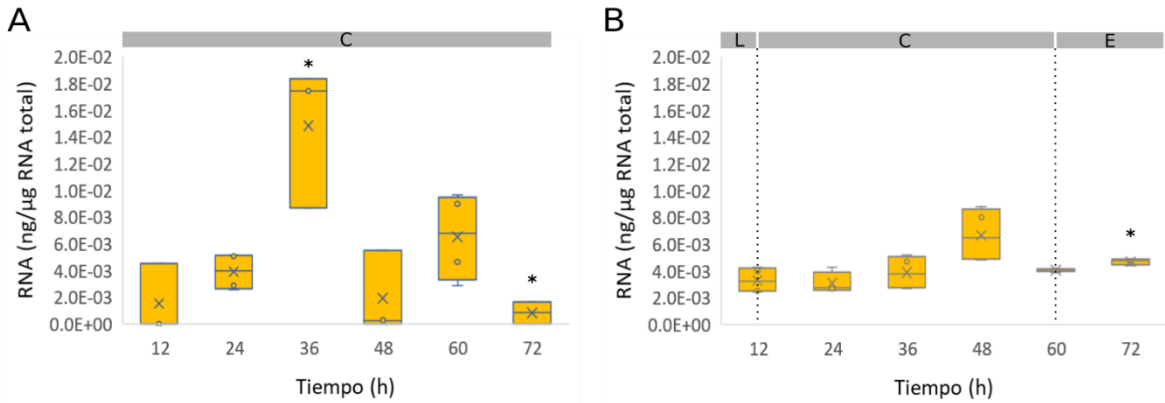 A
C
RNA (ng/µg RNA total)
2.0E-02
1.8E-02
1.6E-02
1.4E-02
1.2E-02
1.0E-02
8.0E-03
6.0E-03
4.0E-03
2.0E-03
0.0E+00
*
*
12 24 36 48 60 72
Tiempo (h)
B
L C E
RNA (ng/µg RNA total)
2.0E-02
1.8E-02
1.6E-02
1.4E-02
1.2E-02
1.0E-02
8.0E-03
6.0E-03
4.0E-03
2.0E-03
0.0E+00
*
12 24 36 48 60 72
Tiempo (h)